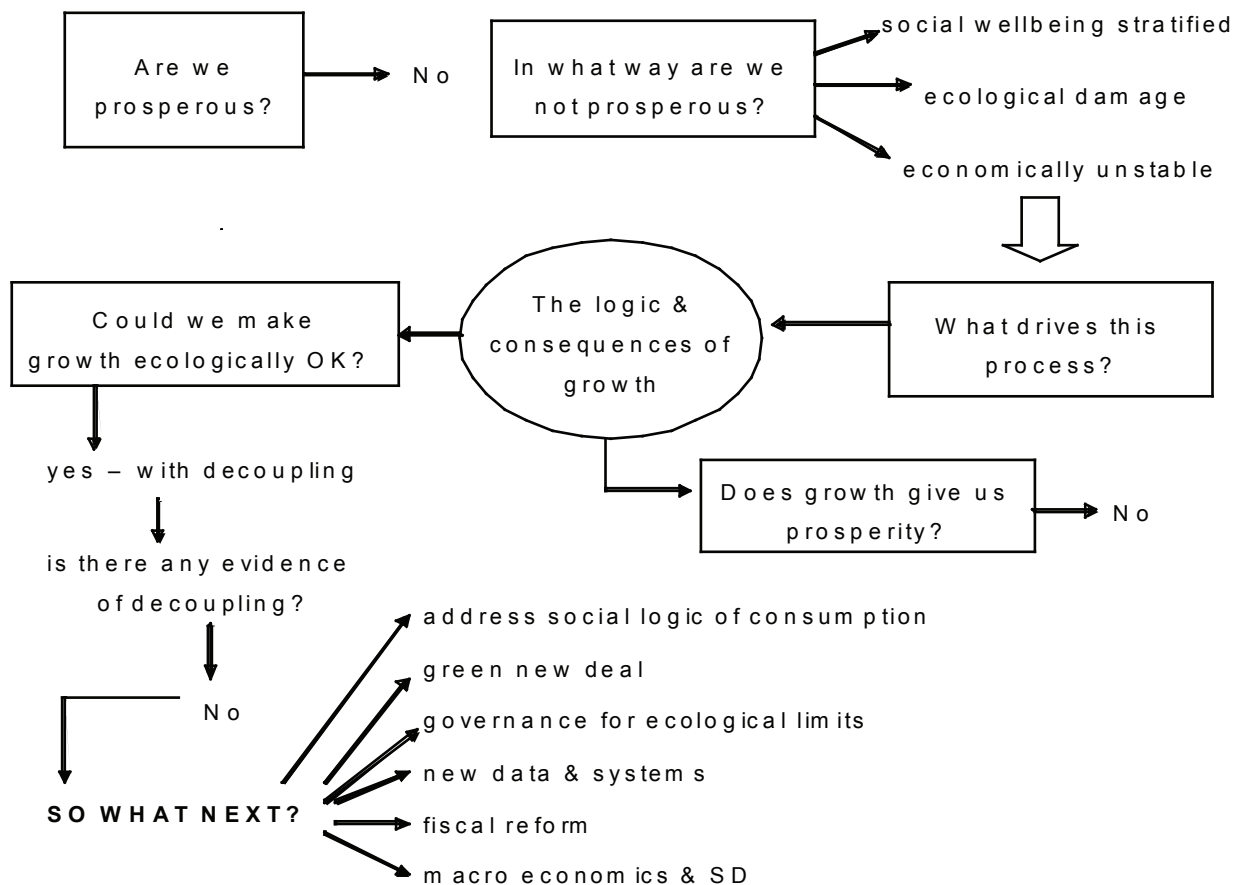 Are we
prosperous?
No
In what way are we
not prosperous?
social wellbeing stratified
ecological damage
economically unstable
What drives this
process?
The logic &
consequences of
growth
Could we make
growth ecologically OK?
yes – with decoupling
is there any evidence
of decoupling?
No
Does growth give us
prosperity?
No
SO WHAT NEXT?
address social logic of consumption
green new deal
governance for ecological limits
new data & systems
fiscal reform
macro economics & SD